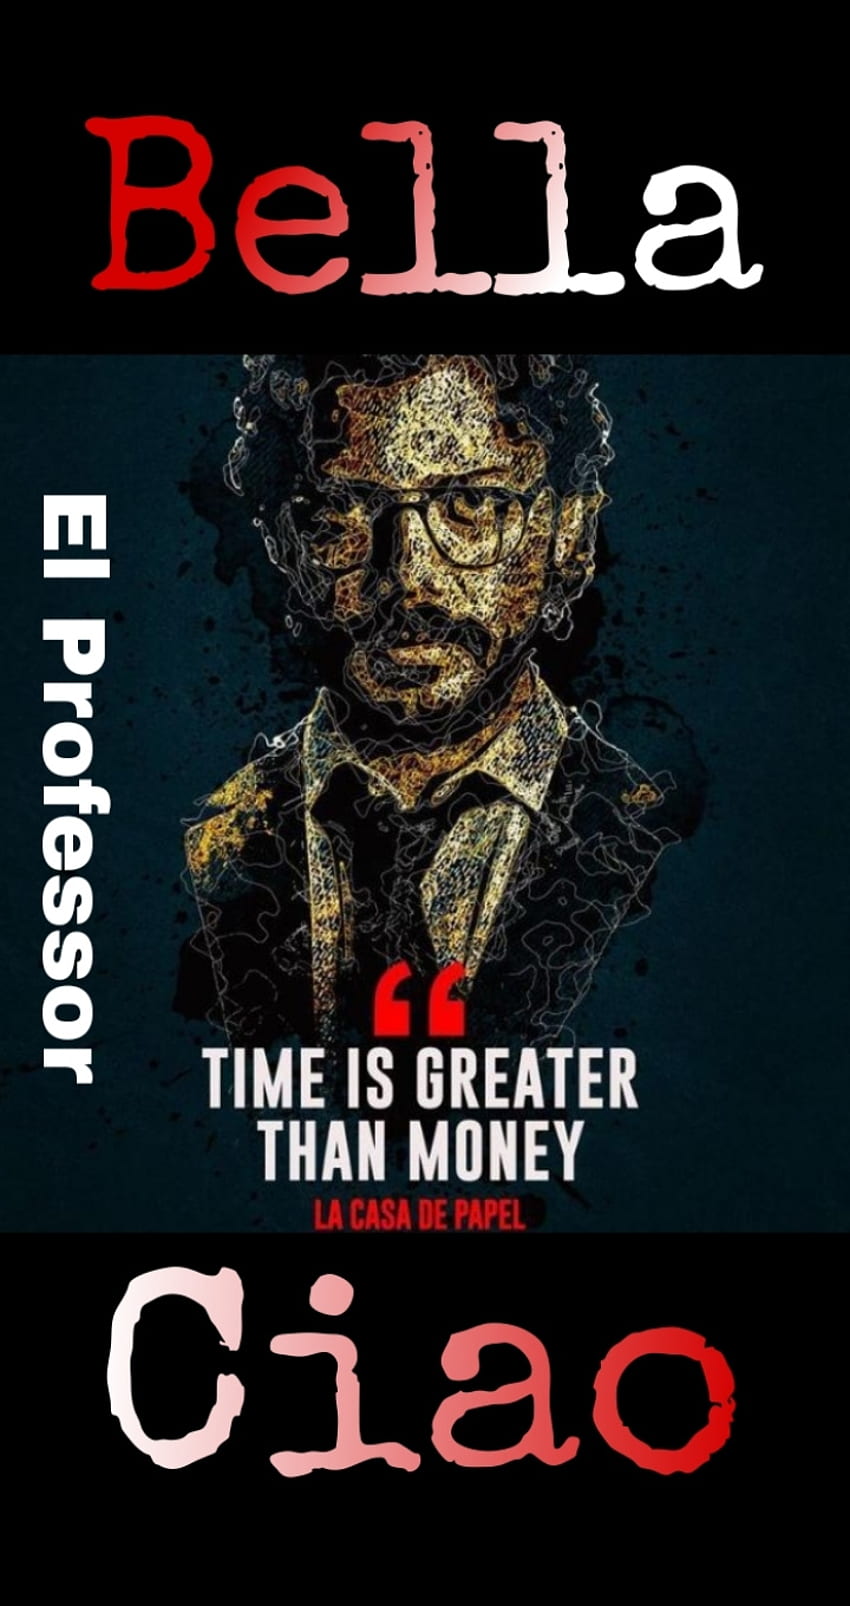 Bella
El Professor
“
TIME IS GREATER
THAN MONEY
LA CASA DE PAPEL
Ciao